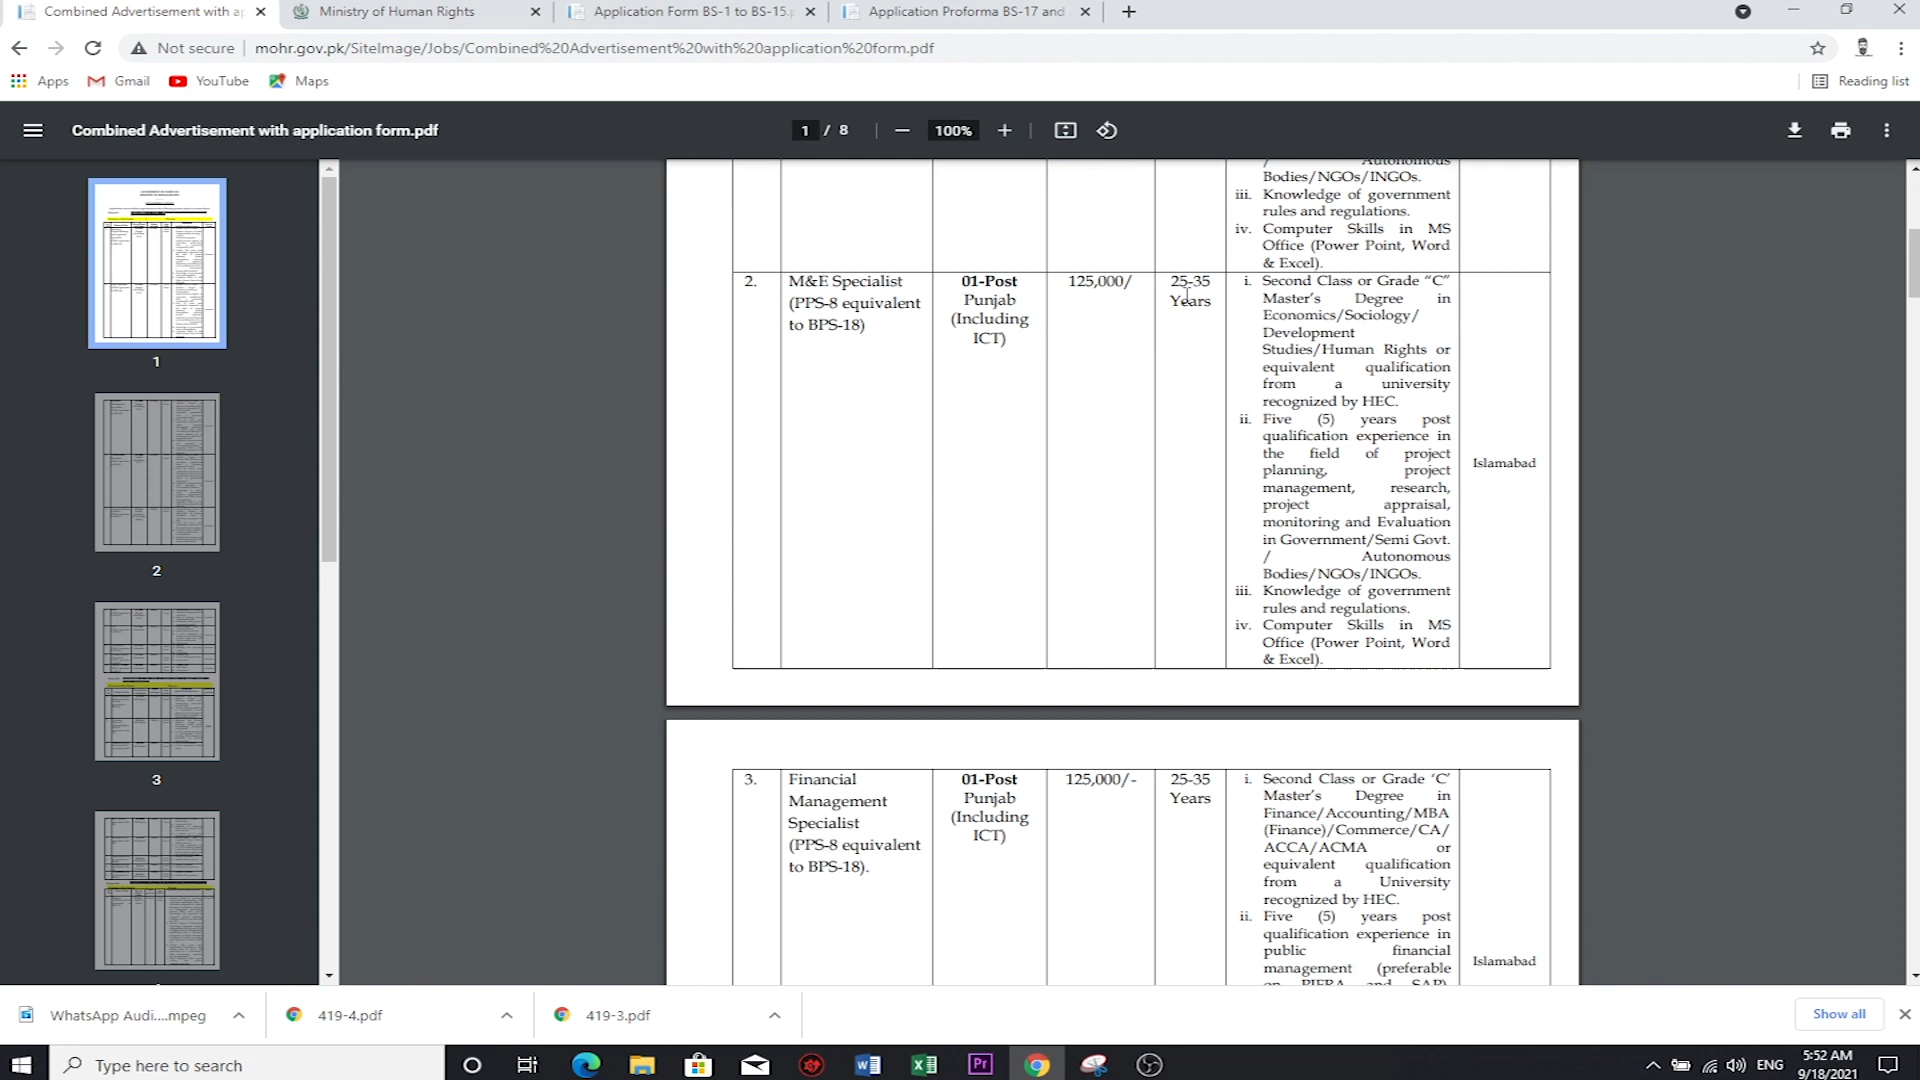 Combined Advertisement with ap
Ministry of Human Rights
Application Form BS-1 to BS-15.p
Application Proforma BS-17 and
Not secure
mohr.gov.pk/SiteImage/Jobs/Combined%20Advertisement%20with%20application%20form.pdf
Apps
Gmail
YouTube
Maps
Reading list
Combined Advertisement with application form.pdf
1 / 8
100%
1
2
3
/ Autonomous
Bodies/NGOs/INGOs.
iii. Knowledge of government
rules and regulations.
iv. Computer Skills in MS
Office (Power Point, Word
& Excel).
2.
M&E Specialist
(PPS-8 equivalent
to BPS-18)
01-Post
Punjab
(Including
ICT)
125,000/
25-35
Years
i. Second Class or Grade “C”
Master’s Degree in
Economics/Sociology/
Development
Studies/Human Rights or
equivalent qualification
from a university
recognized by HEC.
ii. Five (5) years post
qualification experience in
the field of project
planning, project
management, research,
project appraisal,
monitoring and Evaluation
in Government/Semi Govt.
/ Autonomous
Bodies/NGOs/INGOs.
iii. Knowledge of government
rules and regulations.
iv. Computer Skills in MS
Office (Power Point, Word
& Excel).
Islamabad
3.
Financial
Management
Specialist
(PPS-8 equivalent
to BPS-18).
01-Post
Punjab
(Including
ICT)
125,000/-
25-35
Years
i. Second Class or Grade ‘C’
Master’s Degree in
Finance/Accounting/MBA
(Finance)/Commerce/CA/
ACCA/ACMA or
equivalent qualification
from a University
recognized by HEC.
ii. Five (5) years post
qualification experience in
public financial
management (preferable
on PIFRA and SAP)
Islamabad
WhatsApp Audi....mpeg
419-4.pdf
419-3.pdf
Show all
Type here to search
ENG
5:52 AM
9/18/2021